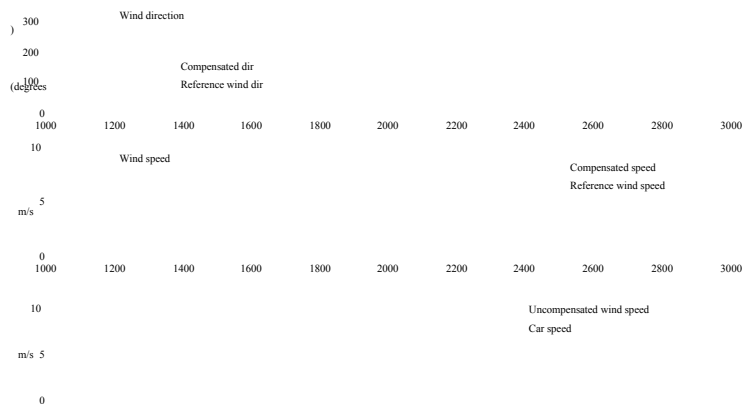 Wind direction
300
)
200
Compensated dir
100
(degrees
Reference wind dir
0
1000 1200 1400 1600 1800 2000 2200 2400 2600 2800 3000
10
Wind speed
Compensated speed
Reference wind speed
5
m/s
0
1000 1200 1400 1600 1800 2000 2200 2400 2600 2800 3000
10
Uncompensated wind speed
Car speed
m/s 5
0